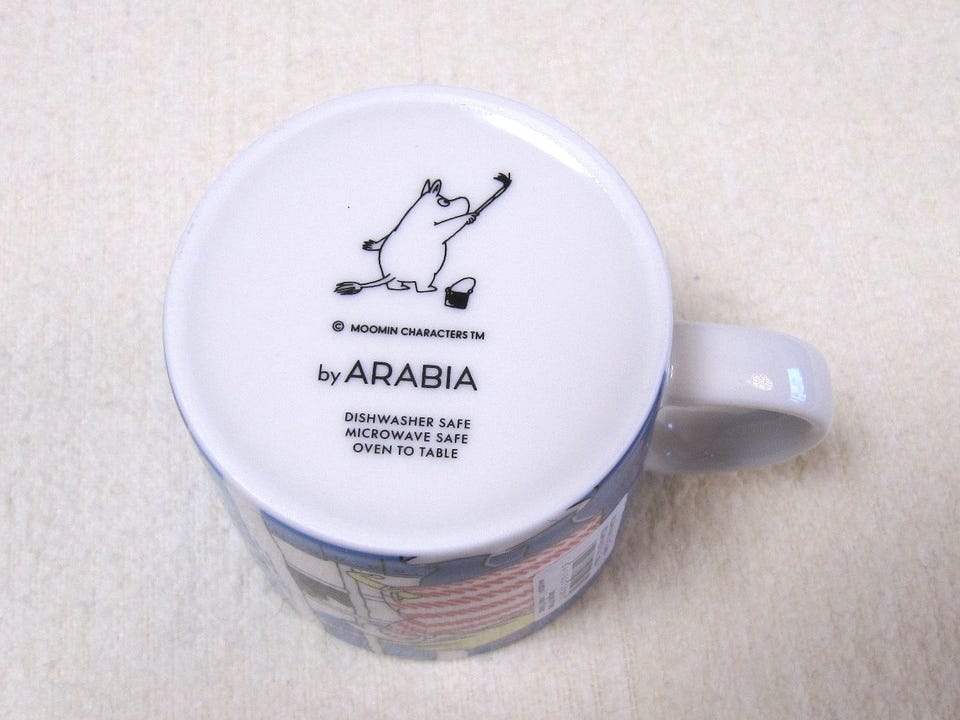 © MOOMIN CHARACTERS TM
by ARABIA
DISHWASHER SAFE
MICROWAVE SAFE
OVEN TO TABLE